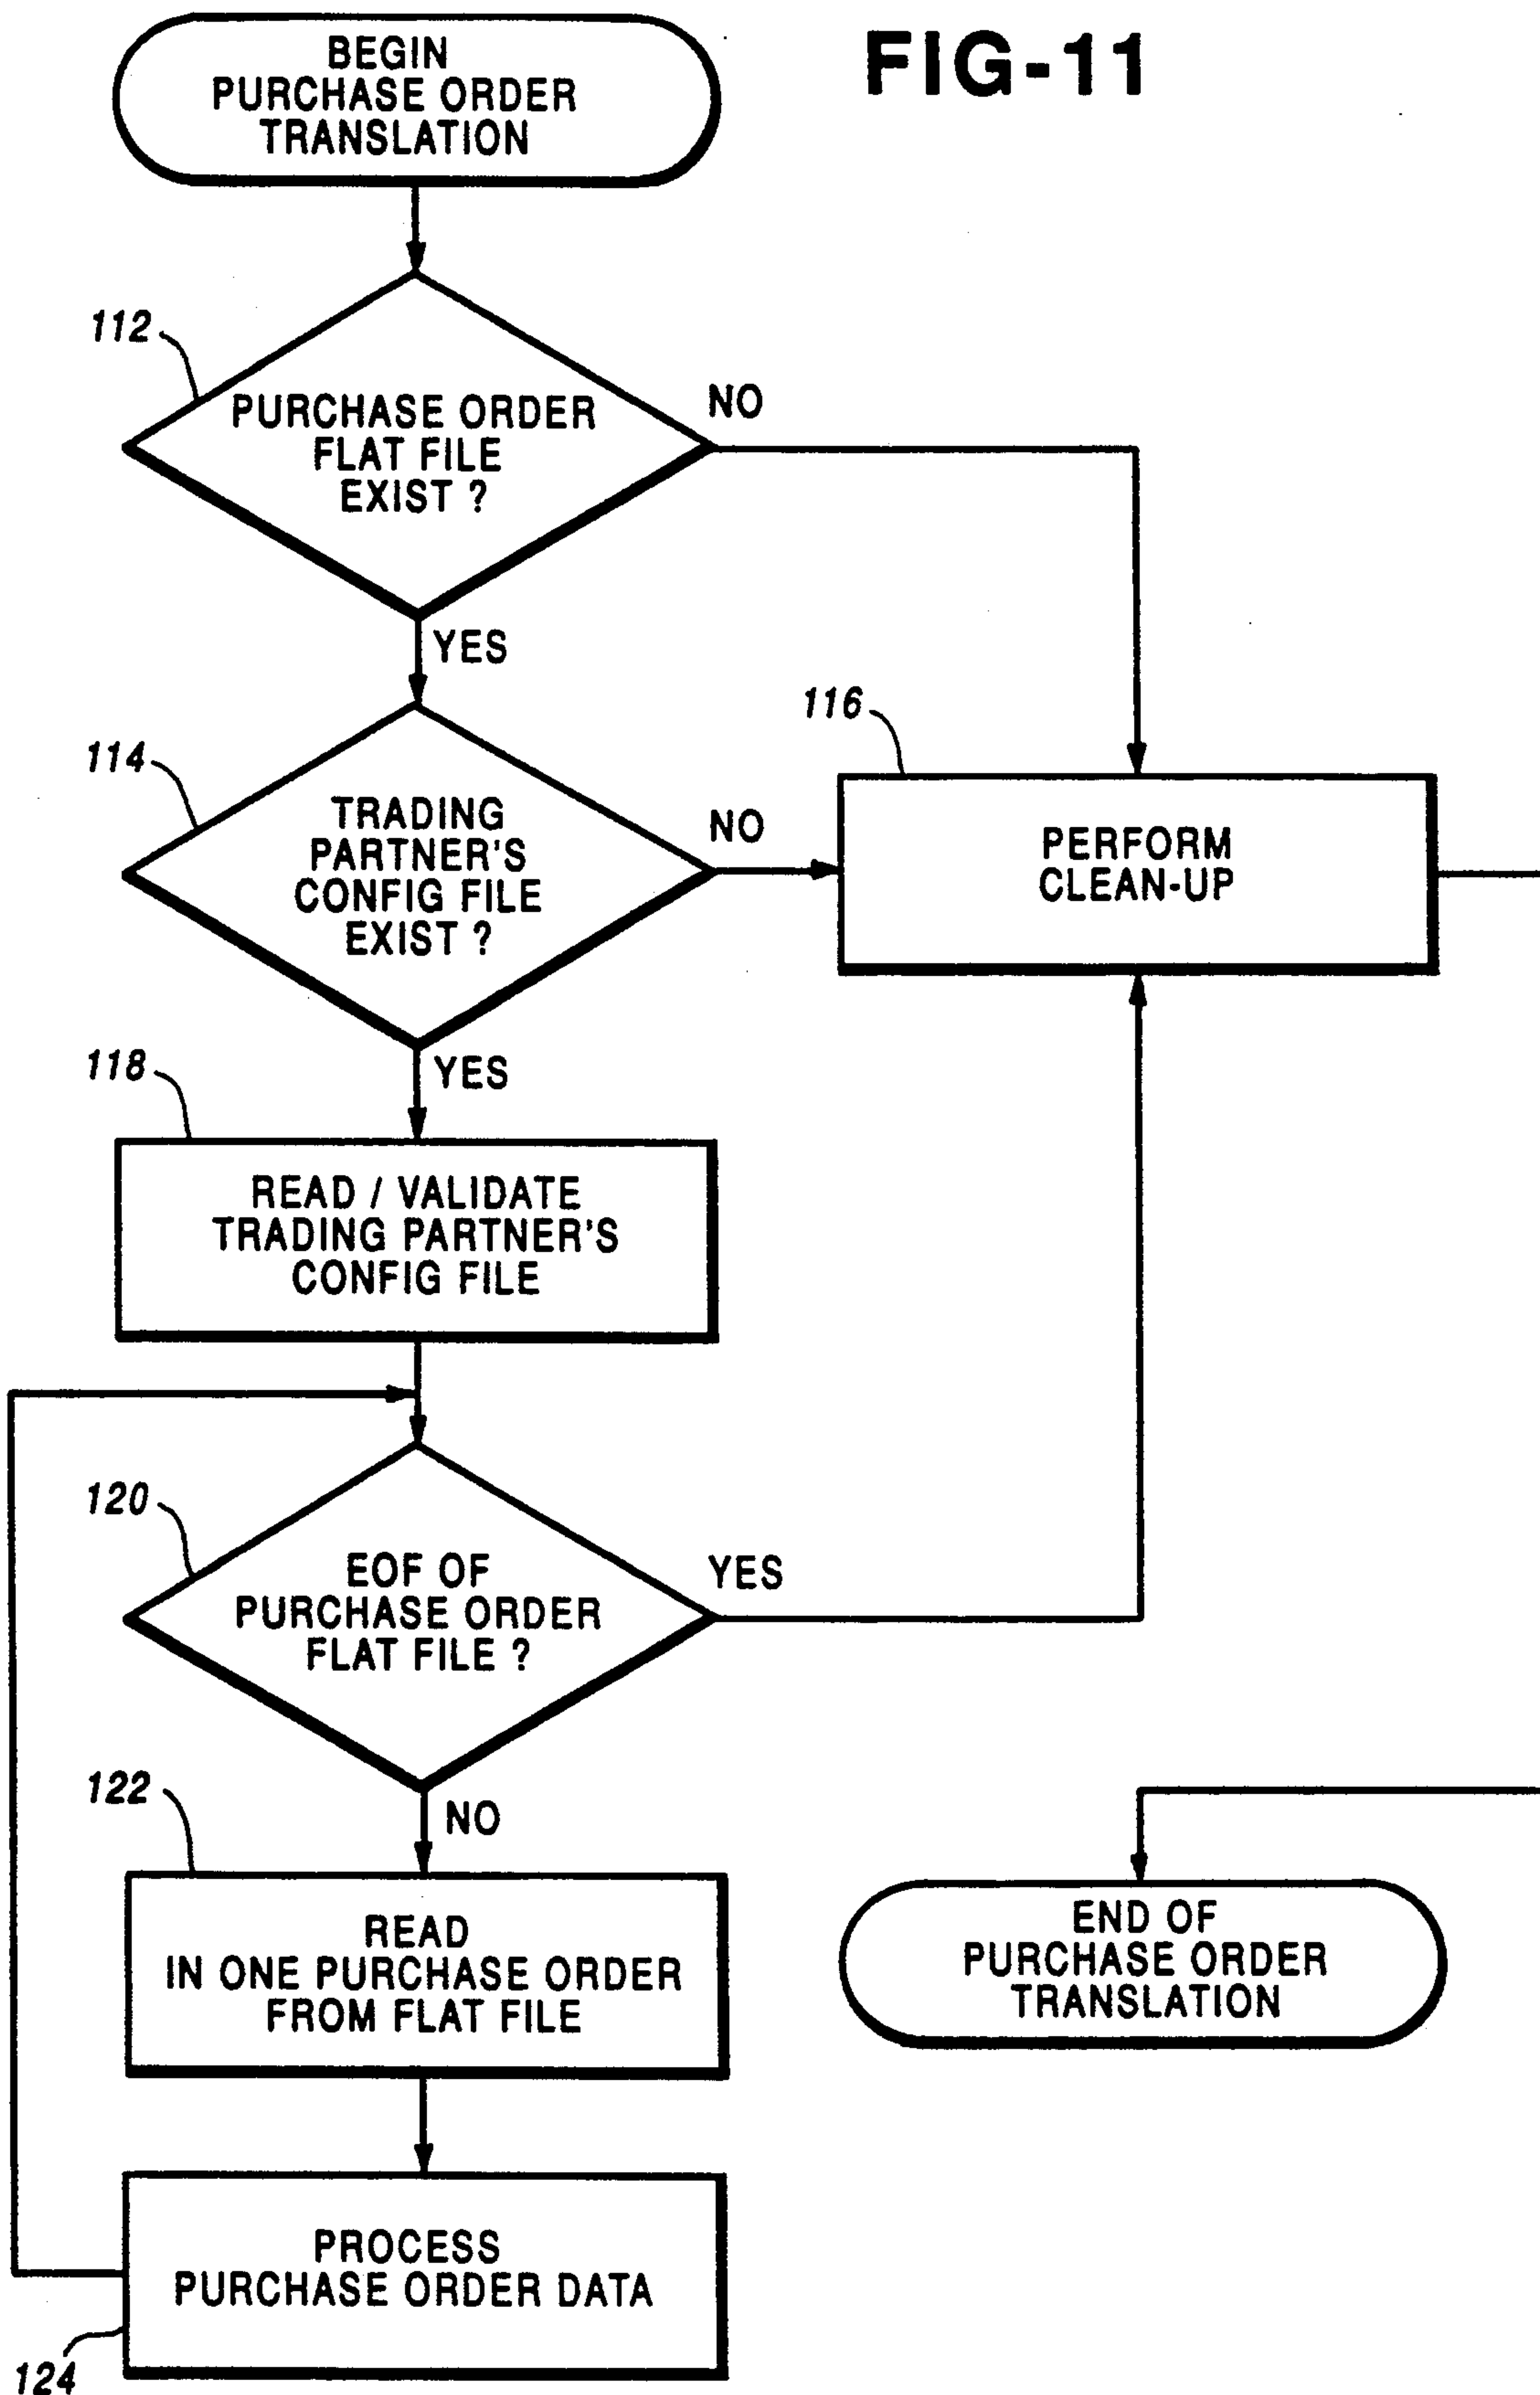 FIG-11
BEGIN
PURCHASE ORDER
TRANSLATION
112
PURCHASE ORDER
FLAT FILE
EXIST ?
NO
YES
114
TRADING
PARTNER'S
CONFIG FILE
EXIST ?
NO
116
PERFORM
CLEAN-UP
YES
118
READ / VALIDATE
TRADING PARTNER'S
CONFIG FILE
120
EOF OF
PURCHASE ORDER
FLAT FILE ?
YES
NO
122
READ
IN ONE PURCHASE ORDER
FROM FLAT FILE
END OF
PURCHASE ORDER
TRANSLATION
PROCESS
PURCHASE ORDER DATA
124